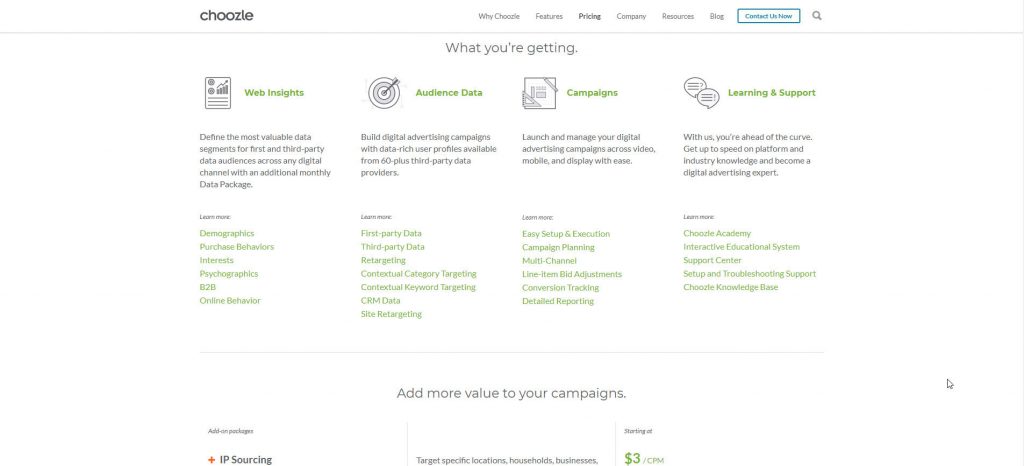 choozle
Why Choozle Features Pricing Company Resources Blog Contact Us Now
What you're getting.
Web Insights
Define the most valuable data
segments for first and third-party
data audiences across any digital
channel with an additional monthly
Data Package.
Learn more:
Demographics
Purchase Behaviors
Interests
Psychographics
B2B
Online Behavior
Audience Data
Build digital advertising campaigns
with data-rich user profiles available
from 60-plus third-party data
providers.
Learn more:
First-party Data
Third-party Data
Retargeting
Contextual Category Targeting
Contextual Keyword Targeting
CRM Data
Site Retargeting
Campaigns
Launch and manage your digital
advertising campaigns across video,
mobile, and display with ease.
Learn more:
Easy Setup & Execution
Campaign Planning
Multi-Channel
Line-item Bid Adjustments
Conversion Tracking
Detailed Reporting
Learning & Support
With us, you're ahead of the curve.
Get up to speed on platform and
industry knowledge and become a
digital advertising expert.
Learn more:
Choozle Academy
Interactive Educational System
Support Center
Setup and Troubleshooting Support
Choozle Knowledge Base
Add more value to your campaigns.
Add-on packages
+ IP Sourcing
Target specific locations, households, businesses,
Starting at
$3 / CPM